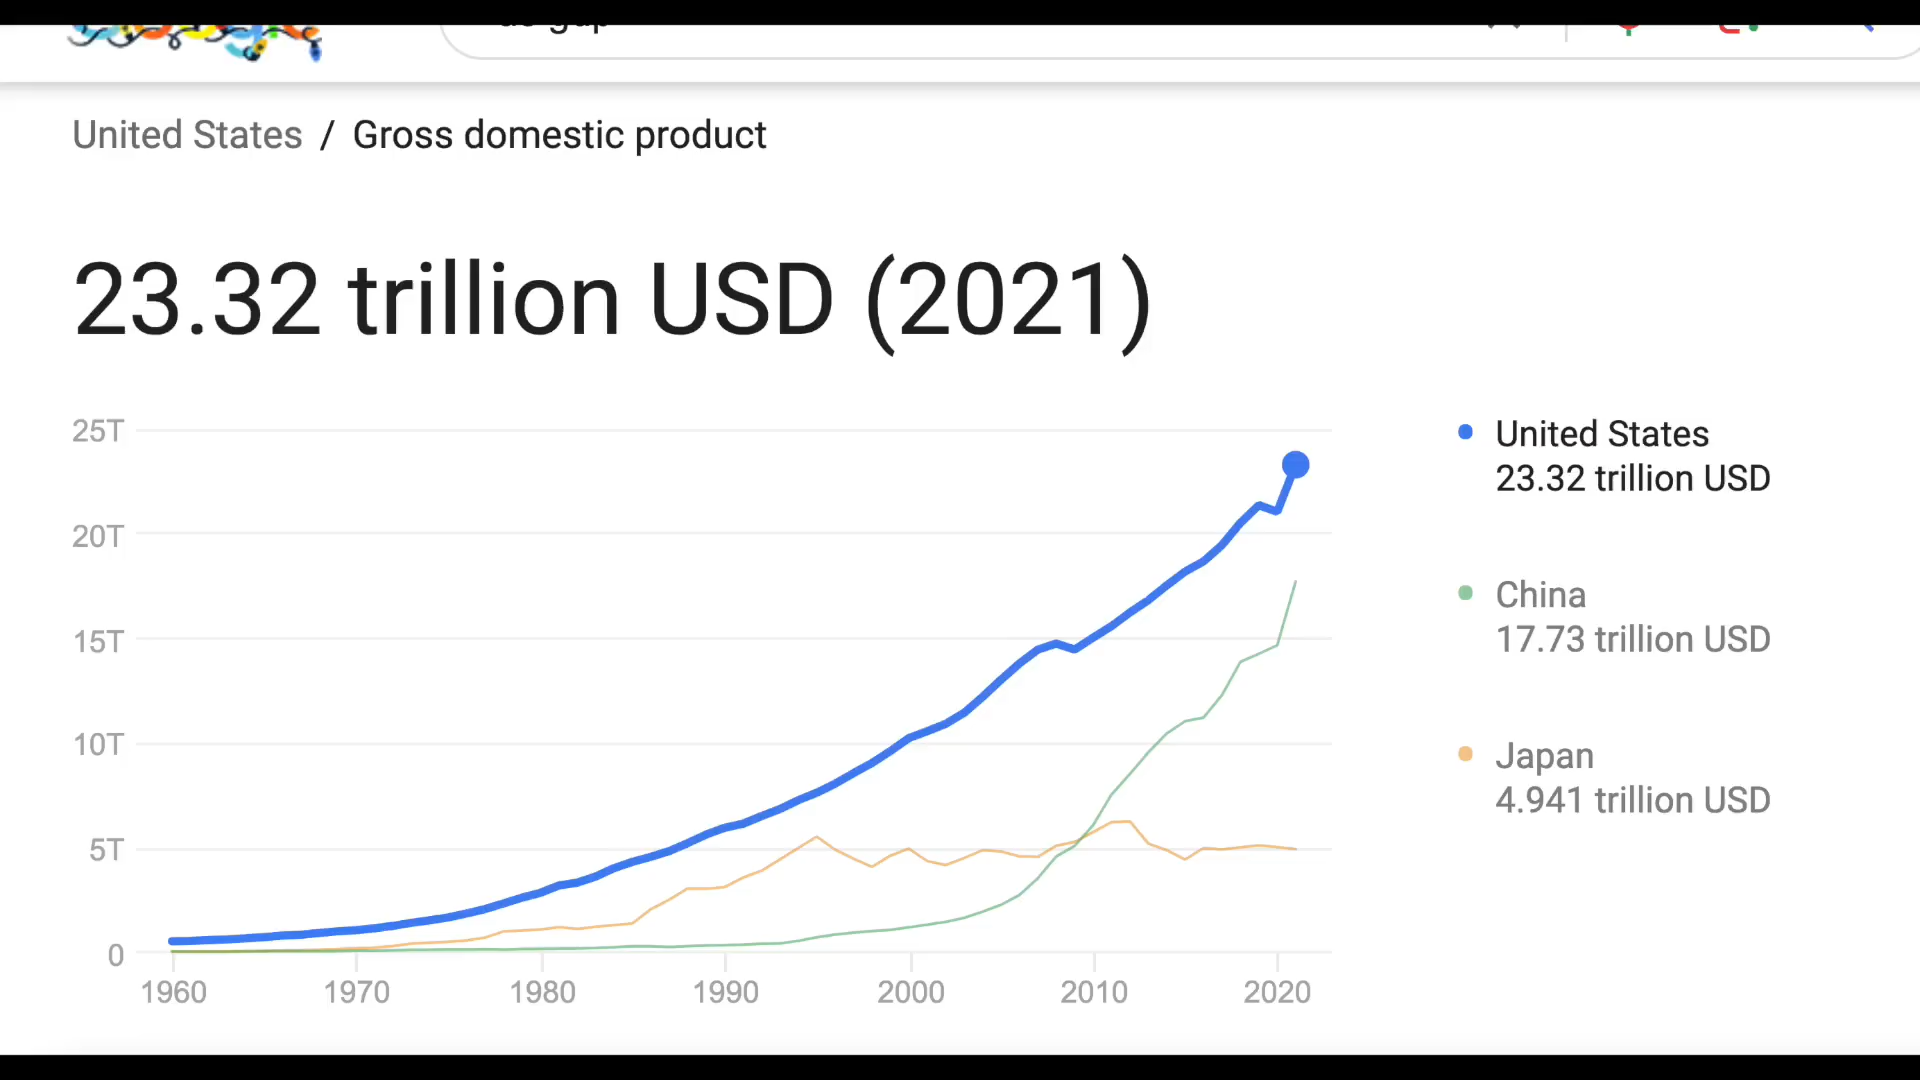 United States / Gross domestic product
23.32 trillion USD (2021)
25T
20T
15T
10T
5T
0
1960 1970 1980 1990 2000 2010 2020
United States
23.32 trillion USD
China
17.73 trillion USD
Japan
4.941 trillion USD